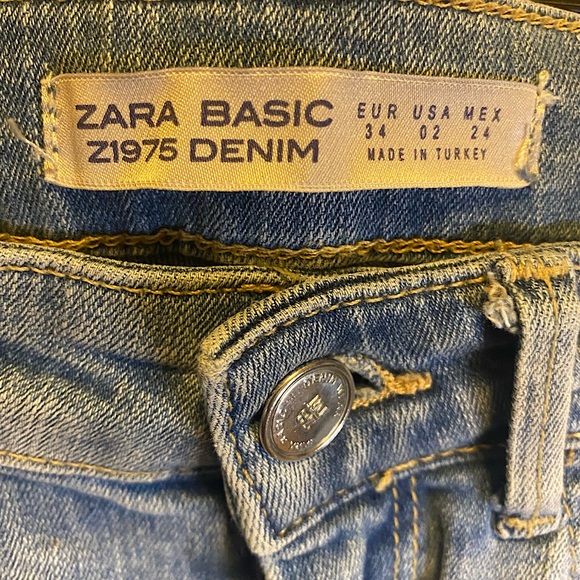 ZARA BASIC
Z1975 DENIM
EUR USA MEX
34 02 24
MADE IN TURKEY